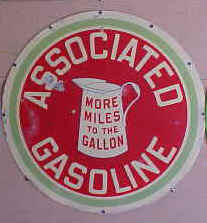 ASSOCIATED
MORE
MILES
TO THE
GALLON
GASOLINE